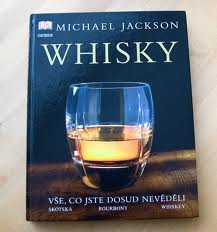 DK
MICHAEL JACKSON
WHISKY
VŠE, CO JSTE DOSUD NEVĚDĚLI
SKOTSKÁ BOURBONY WHISKEY